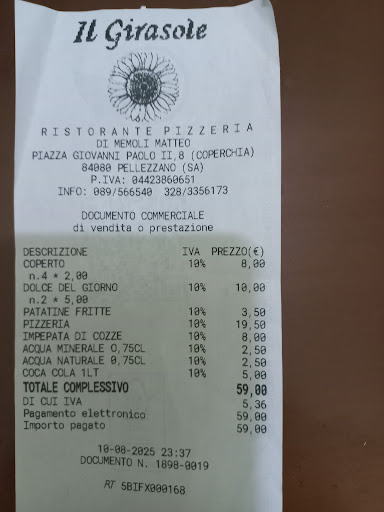 Il Girasole
RISTORANTE PIZZERIA
DI MEMOLI MATTEO
PIAZZA GIOVANNI PAOLO II,8 (COPERCHIA)
84080 PELLEZZANO (SA)
P.IVA: 04423860651
INFO: 089/566540 328/3356173
DOCUMENTO COMMERCIALE
di vendita o prestazione
DESCRIZIONE IVA PREZZO(€)
COPERTO 10% 8,00
n.4 * 2,00
DOLCE DEL GIORNO 10% 10,00
n.2 * 5,00
PATATINE FRITTE 10% 3,50
PIZZERIA 10% 19,50
IMPEPATA DI COZZE 10% 8,00
ACQUA MINERALE 0,75CL 10% 2,50
ACQUA NATURALE 0,75CL 10% 2,50
COCA COLA 1LT 10% 5,00
TOTALE COMPLESSIVO 59,00
DI CUI IVA 5,36
Pagamento elettronico 59,00
Importo pagato 59,00
10-08-2025 23:37
DOCUMENTO N. 1898-0019
RT 5BIFX000168